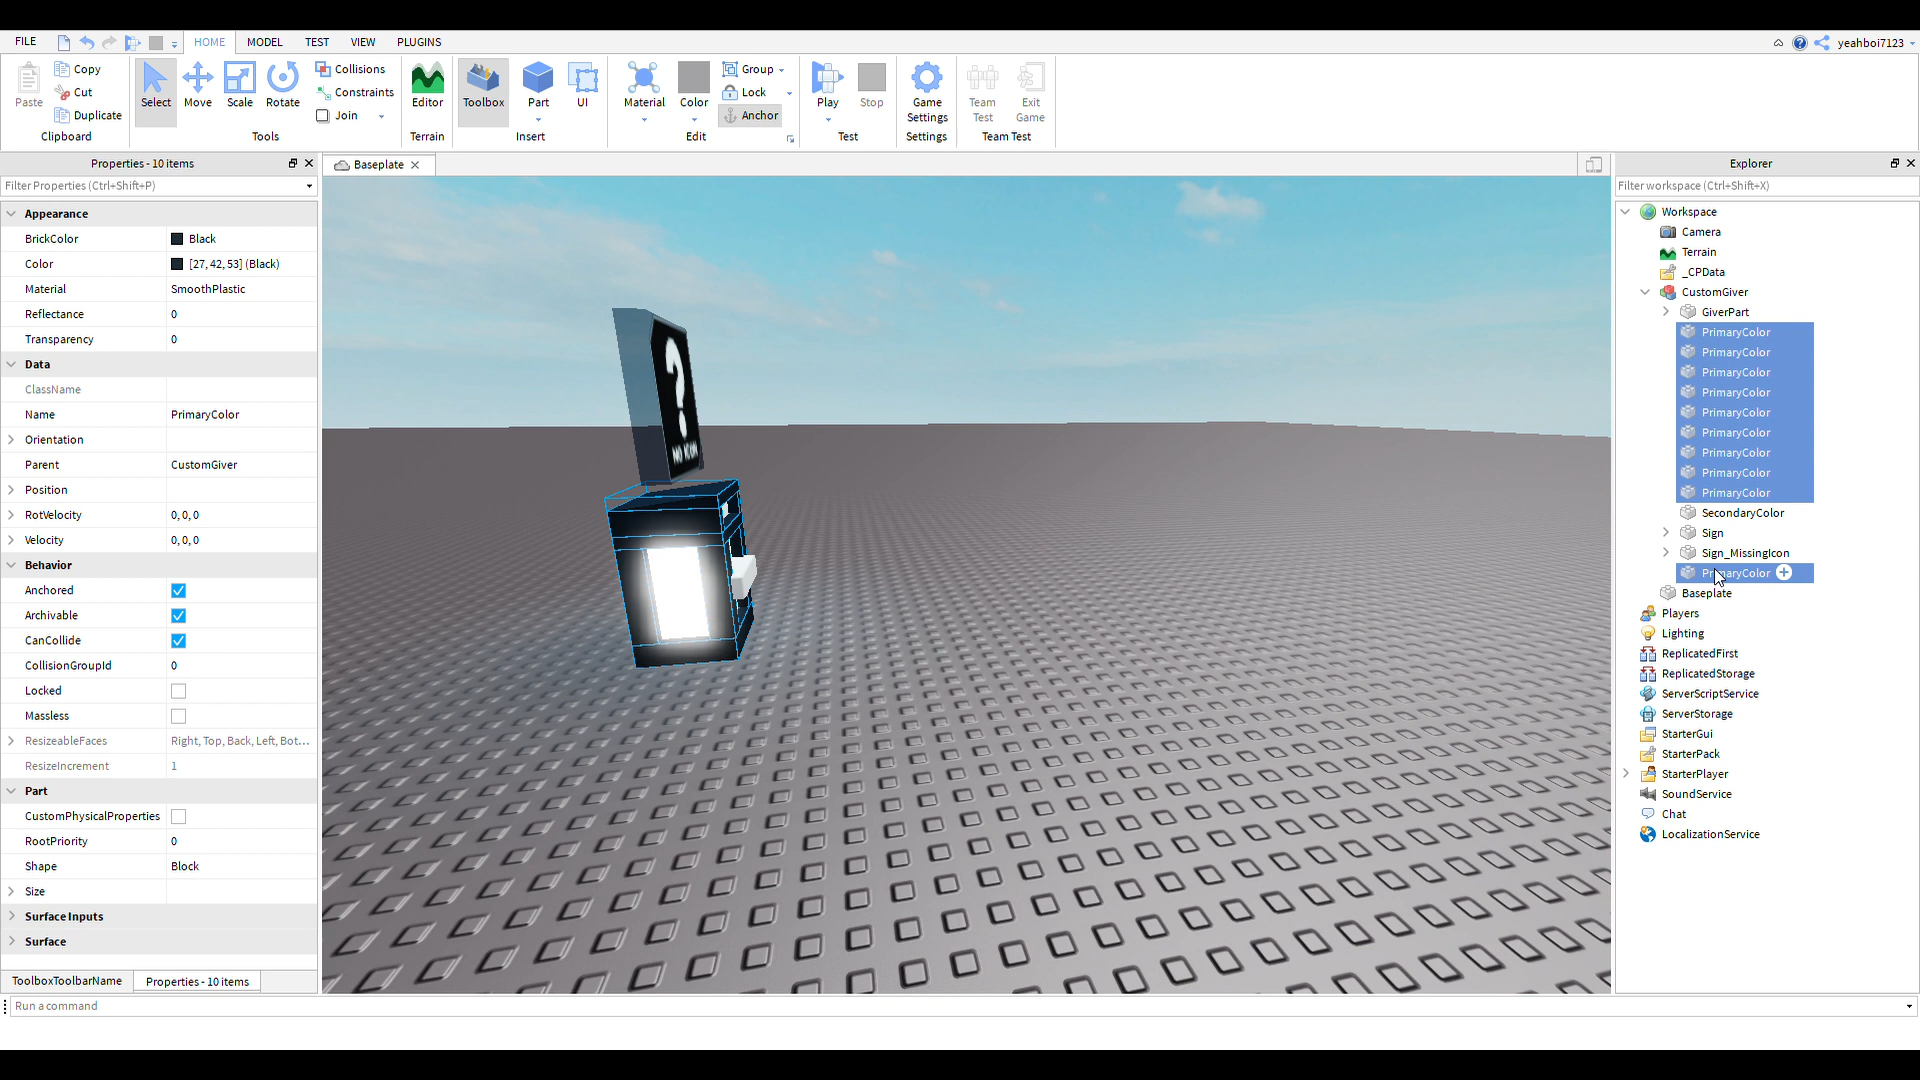 FILE HOME MODEL TEST VIEW PLUGINS yeahboi7123
Paste Copy Cut Duplicate Select Move Scale Rotate Collisions Constraints Join Editor Toolbox Part UI Material Color Group Lock Anchor Play Stop Game Settings Team Test Exit Game
Clipboard Tools Terrain Insert Edit Test Settings Team Test
Properties - 10 items
Filter Properties (Ctrl+Shift+P)
Appearance
BrickColor Black
Color [27, 42, 53] (Black)
Material SmoothPlastic
Reflectance 0
Transparency 0
Data
ClassName
Name PrimaryColor
Orientation
Parent CustomGiver
Position
RotVelocity 0, 0, 0
Velocity 0, 0, 0
Behavior
Anchored
Archivable
CanCollide
CollisionGroupId 0
Locked
Massless
ResizeableFaces Right, Top, Back, Left, Bot...
ResizeIncrement 1
Part
CustomPhysicalProperties
RootPriority 0
Shape Block
Size
Surface Inputs
Surface
ToolboxToolbarName Properties - 10 items
Run a command
Baseplate
?
NO ICON
Explorer
Filter workspace (Ctrl+Shift+X)
Workspace
Camera
Terrain
_CPData
CustomGiver
GiverPart
PrimaryColor
PrimaryColor
PrimaryColor
PrimaryColor
PrimaryColor
PrimaryColor
PrimaryColor
PrimaryColor
PrimaryColor
SecondaryColor
Sign
Sign_MissingIcon
PrimaryColor
Baseplate
Players
Lighting
ReplicatedFirst
ReplicatedStorage
ServerScriptService
ServerStorage
StarterGui
StarterPack
StarterPlayer
SoundService
Chat
LocalizationService